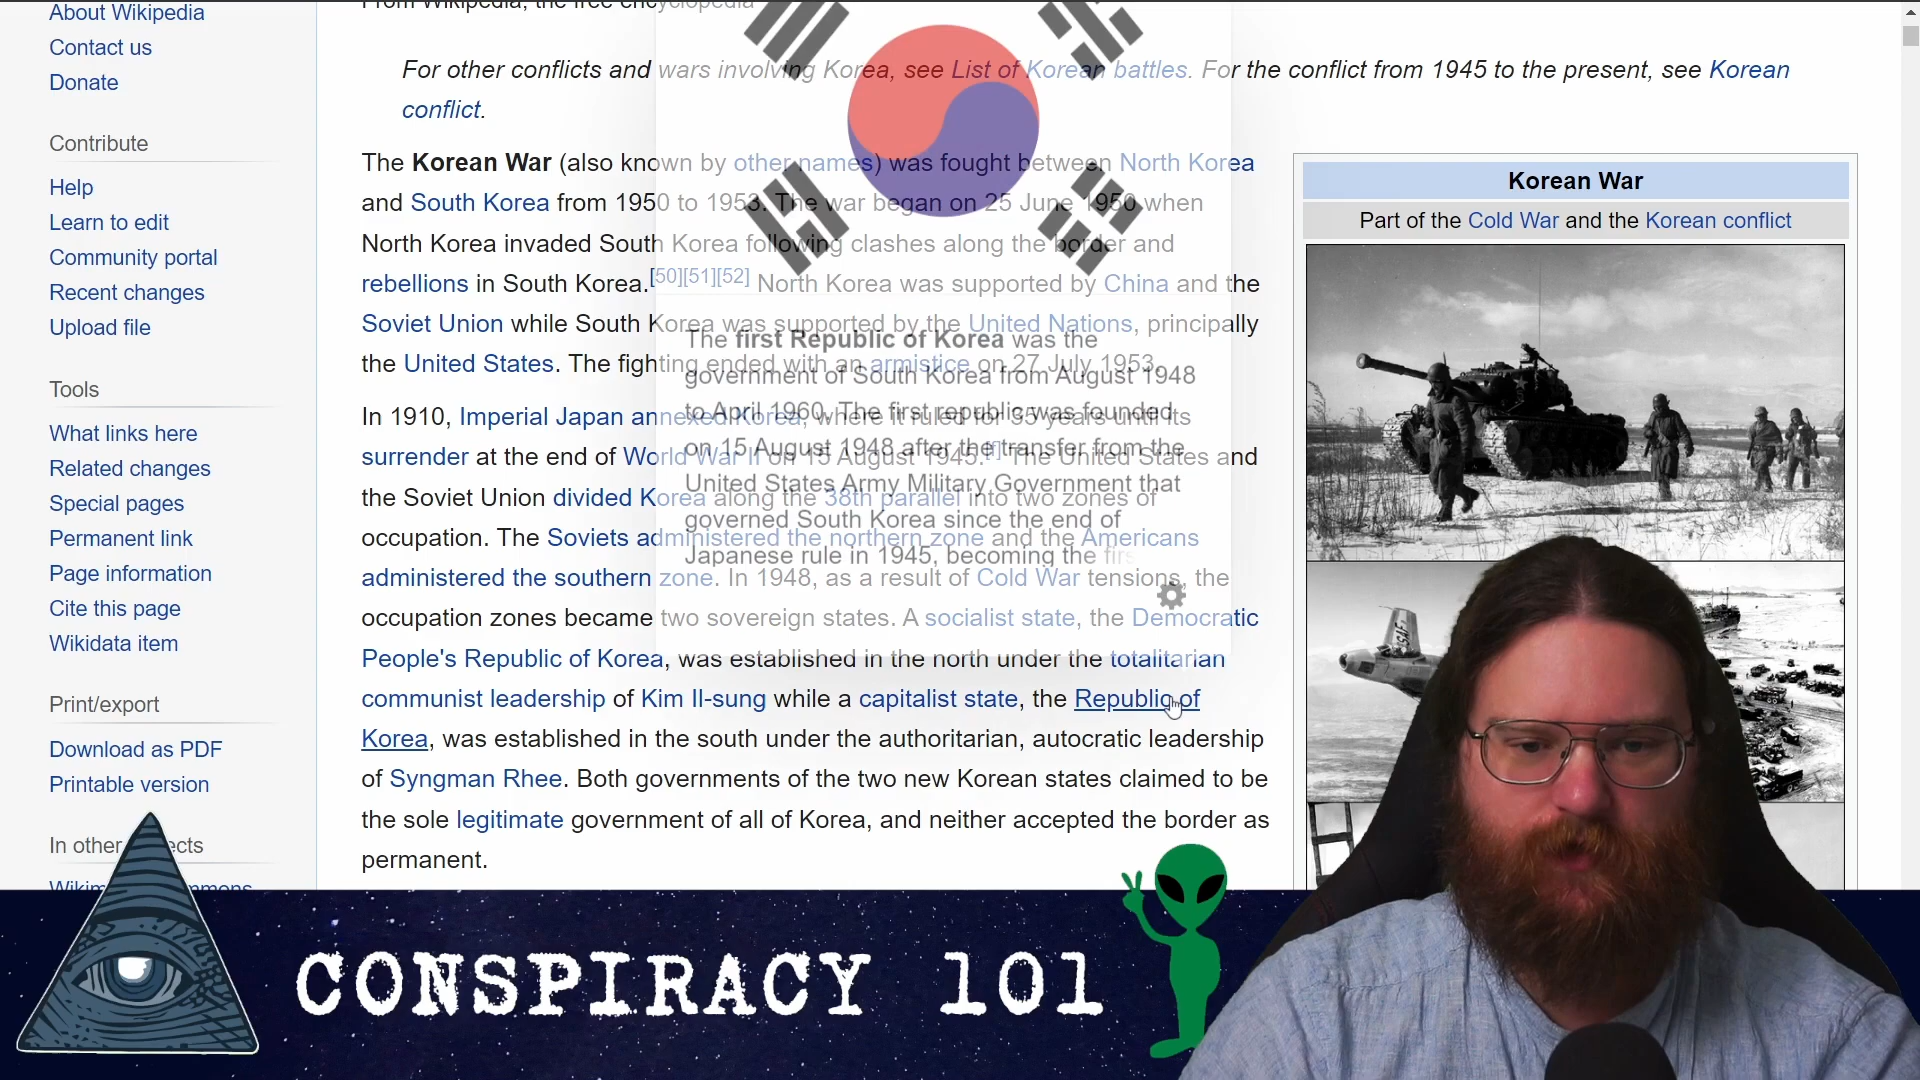 About Wikipedia
Contact us
Donate
Contribute
Help
Learn to edit
Community portal
Recent changes
Upload file
Tools
What links here
Related changes
Special pages
Permanent link
Page information
Cite this page
Wikidata item
Print/export
Download as PDF
Printable version
In other
From Wikipedia, the free encyclopedia
For other conflicts and wars involving Korea, see List of Korean battles. For the conflict from 1945 to the present, see Korean
conflict.
The Korean War (also known by other names) was fought between North Korea
and South Korea from 1950 to 1953. The war began on 25 June 1950 when
North Korea invaded South Korea following clashes along the border and
rebellions in South Korea.[50][51][52] North Korea was supported by China and the
Soviet Union while South Korea was supported by the United Nations, principally
the United States. The fighting ended with an armistice on 27 July 1953.
In 1910, Imperial Japan annexed Korea, where it ruled for 35 years until its
surrender at the end of World War II on 15 August 1945.[f] The United States and
the Soviet Union divided Korea along the 38th parallel into two zones of
occupation. The Soviets administered the northern zone and the Americans
administered the southern zone. In 1948, as a result of Cold War tensions, the
occupation zones became two sovereign states. A socialist state, the Democratic
People's Republic of Korea, was established in the north under the totalitarian
communist leadership of Kim Il-sung while a capitalist state, the Republic of
Korea, was established in the south under the authoritarian, autocratic leadership
of Syngman Rhee. Both governments of the two new Korean states claimed to be
the sole legitimate government of all of Korea, and neither accepted the border as
permanent.
The first Republic of Korea was the
government of South Korea from August 1948
to April 1960. The first republic was founded
on 15 August 1948 after the transfer from the
United States Army Military Government that
governed South Korea since the end of
Japanese rule in 1945, becoming the firs
Korean War
Part of the Cold War and the Korean conflict
CONSPIRACY 101